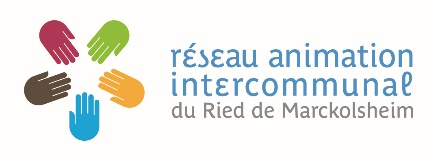 réseau animation
intercommunal
du Ried de Marckolsheim